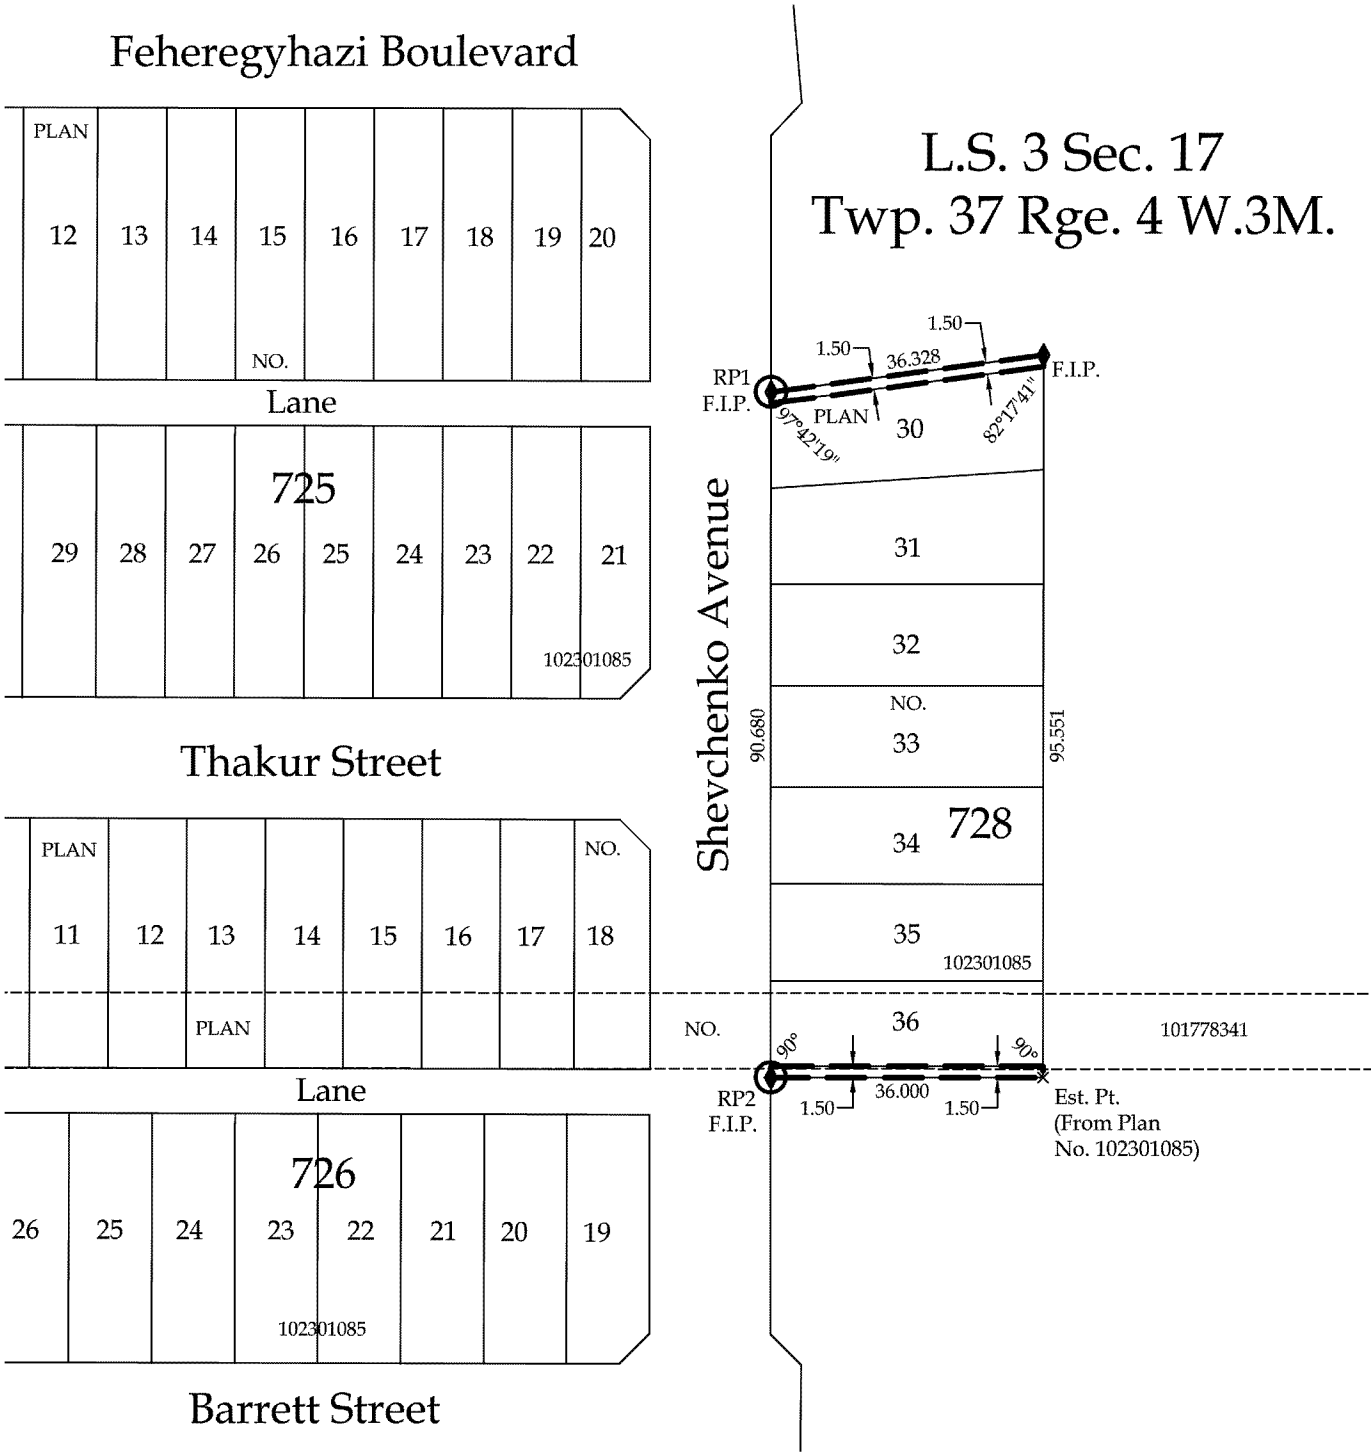 Feheregyhazi Boulevard
L.S. 3 Sec. 17
Twp. 37 Rge. 4 W.3M.
PLAN
12 13 14 15 16 17 18 19 20
NO.
Lane
725
29 28 27 26 25 24 23 22 21
102301085
Thakur Street
PLAN NO.
11 12 13 14 15 16 17 18
PLAN NO. 101778341
Lane
726
26 25 24 23 22 21 20 19
102301085
Barrett Street
Shevchenko Avenue
1.50
1.50
36.328
RP1
F.I.P.
F.I.P.
PLAN
97°42'19"
82°17'41"
30
31
32
NO.
33
90.680
95.551
728
34
35
102301085
36
90°
90°
RP2
F.I.P.
1.50
36.000
1.50
Est. Pt.
(From Plan
No. 102301085)